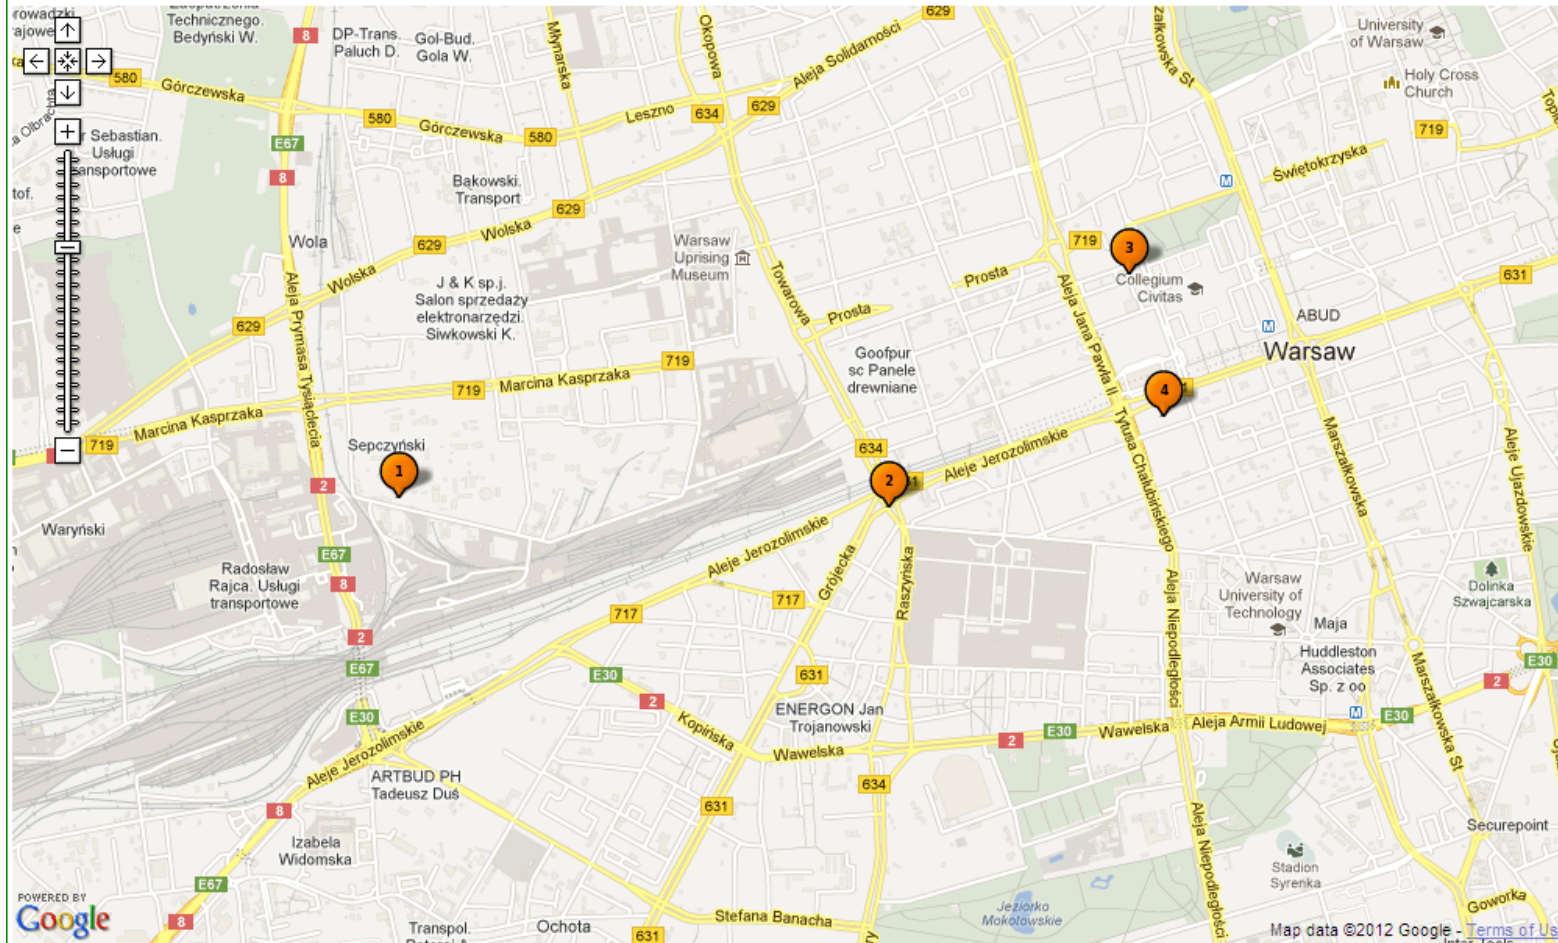 Technicznego.
Bedyński W.
8
DP-Trans.
Paluch D.
Gol-Bud.
Gola W.
Młynarska
Okopowa
629
Aleja Solidarności
University
of Warsaw
Holy Cross
Church
719
580
Górczewska
580
Górczewska
580
Leszno
634
629
E67
8
Sebastian.
Usługi
Bąkowski.
Transport
629
Wolska
629
Wolska
629
Wola
Warsaw
Uprising
Museum
Towarowa
Prosta
Prosta
719
3
M
Świętokrzyska
Collegium
Civitas
631
M
ABUD
Warsaw
J & K sp.j.
Salon sprzedaży
elektronarzędzi.
Siwkowski K.
Aleja Prymasa Tysiąclecia
Goofpur
sc Panele
drewniane
Aleja Jana Pawła II
719
Marcina Kasprzaka
719
Marcina Kasprzaka
719
4
Sepczyński
1
2
634
2
Aleje Jerozolimskie
Tytusa Chałubińskiego
Marszałkowska
Aleje Ujazdowskie
Waryński
E67
8
Radosław
Rajca. Usługi
transportowe
Aleje Jerozolimskie
Grójecka
Raszyńska
717
717
Aleja Niepodległości
Warsaw
University of
Technology
Maja
Huddleston
Associates
Sp. z oo
Dolinka
Szwajcarska
2
E67
E30
E30
2
Kopińska
631
ENERGON Jan
Trojanowski
Wawelska
2
E30
Wawelska
Aleja Armii Ludowej
M
E30
2
E30
Marszałkowska St
Aleje Jerozolimskie
ARTBUD PH
Tadeusz Duś
8
631
634
Izabela
Widomska
E67
8
Aleja Niepodległości
Securepoint
Stadion
Syrenka
Goworka
Jeziorko
Mokotowskie
Stefana Banacha
631
Ochota
Transpol.
POWERED BY
Google
Map data ©2012 Google - Terms of Us